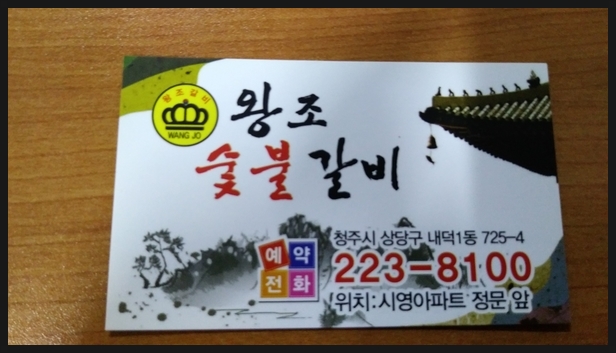 왕조갈비
WANG JO
왕조
숯불갈비
예약
전화
청주시 상당구 내덕1동 725-4
223-8100
위치:시영아파트 정문 앞